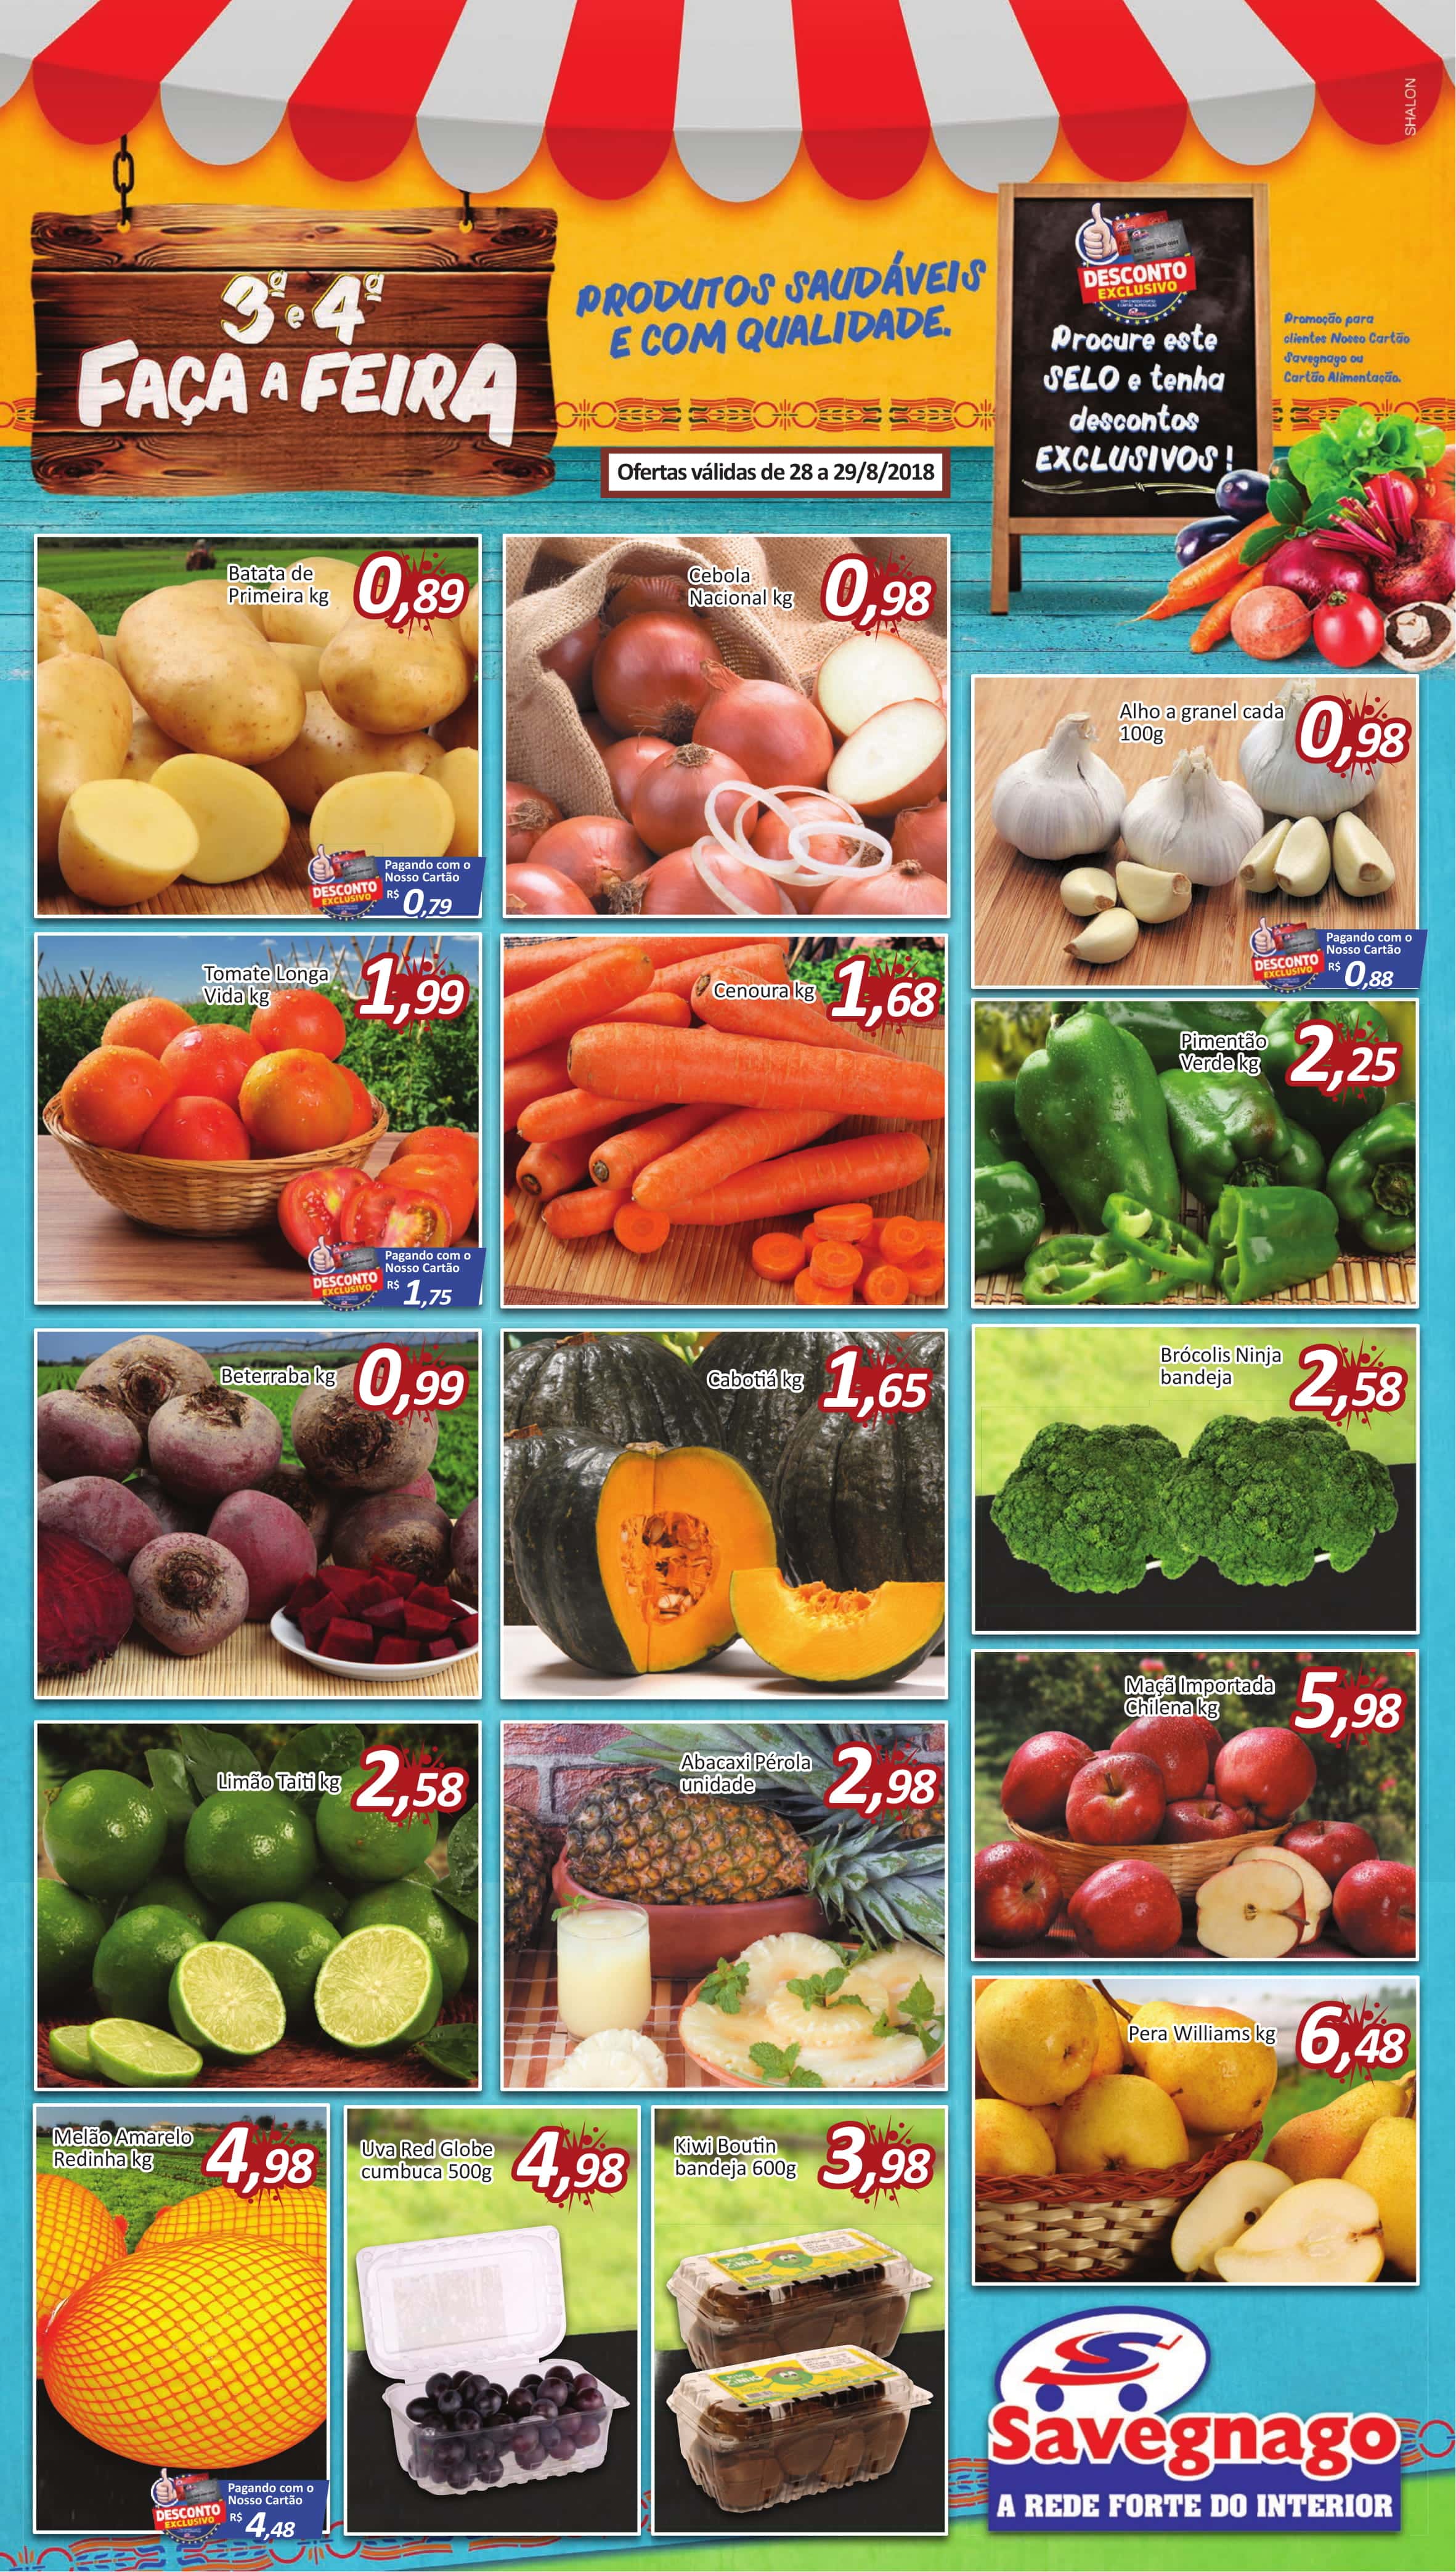 SHALON
3ª e 4ª
FAÇA A FEIRA
PRODUTOS SAUDÁVEIS
E COM QUALIDADE.
DESCONTO
EXCLUSIVO
Procure este
SELO e tenha
descontos
EXCLUSIVOS!
Promoção para
clientes Nosso Cartão
Savegnago ou
Cartão Alimentação.
Ofertas válidas de 28 a 29/8/2018
Batata de
Primeira kg
0,89
DESCONTO
EXCLUSIVO
Pagando com o
Nosso Cartão
R$ 0,79
Cebola
Nacional kg
0,98
Alho a granel cada
100g
0,98
DESCONTO
EXCLUSIVO
Pagando com o
Nosso Cartão
R$ 0,88
Tomate Longa
Vida kg
1,99
DESCONTO
EXCLUSIVO
Pagando com o
Nosso Cartão
R$ 1,75
Cenoura kg
1,68
Pimentão
Verde kg
2,25
Beterraba kg
0,99
Cabotiá kg
1,65
Brócolis Ninja
bandeja
2,58
Limão Taiti kg
2,58
Abacaxi Pérola
unidade
2,98
Maçã Importada
Chilena kg
5,98
Pera Williams kg
6,48
Melão Amarelo
Redinha kg
4,98
DESCONTO
EXCLUSIVO
Pagando com o
Nosso Cartão
R$ 4,48
Uva Red Globe
cumbuca 500g
4,98
Kiwi Boutin
bandeja 600g
3,98
Savegnago
A REDE FORTE DO INTERIOR